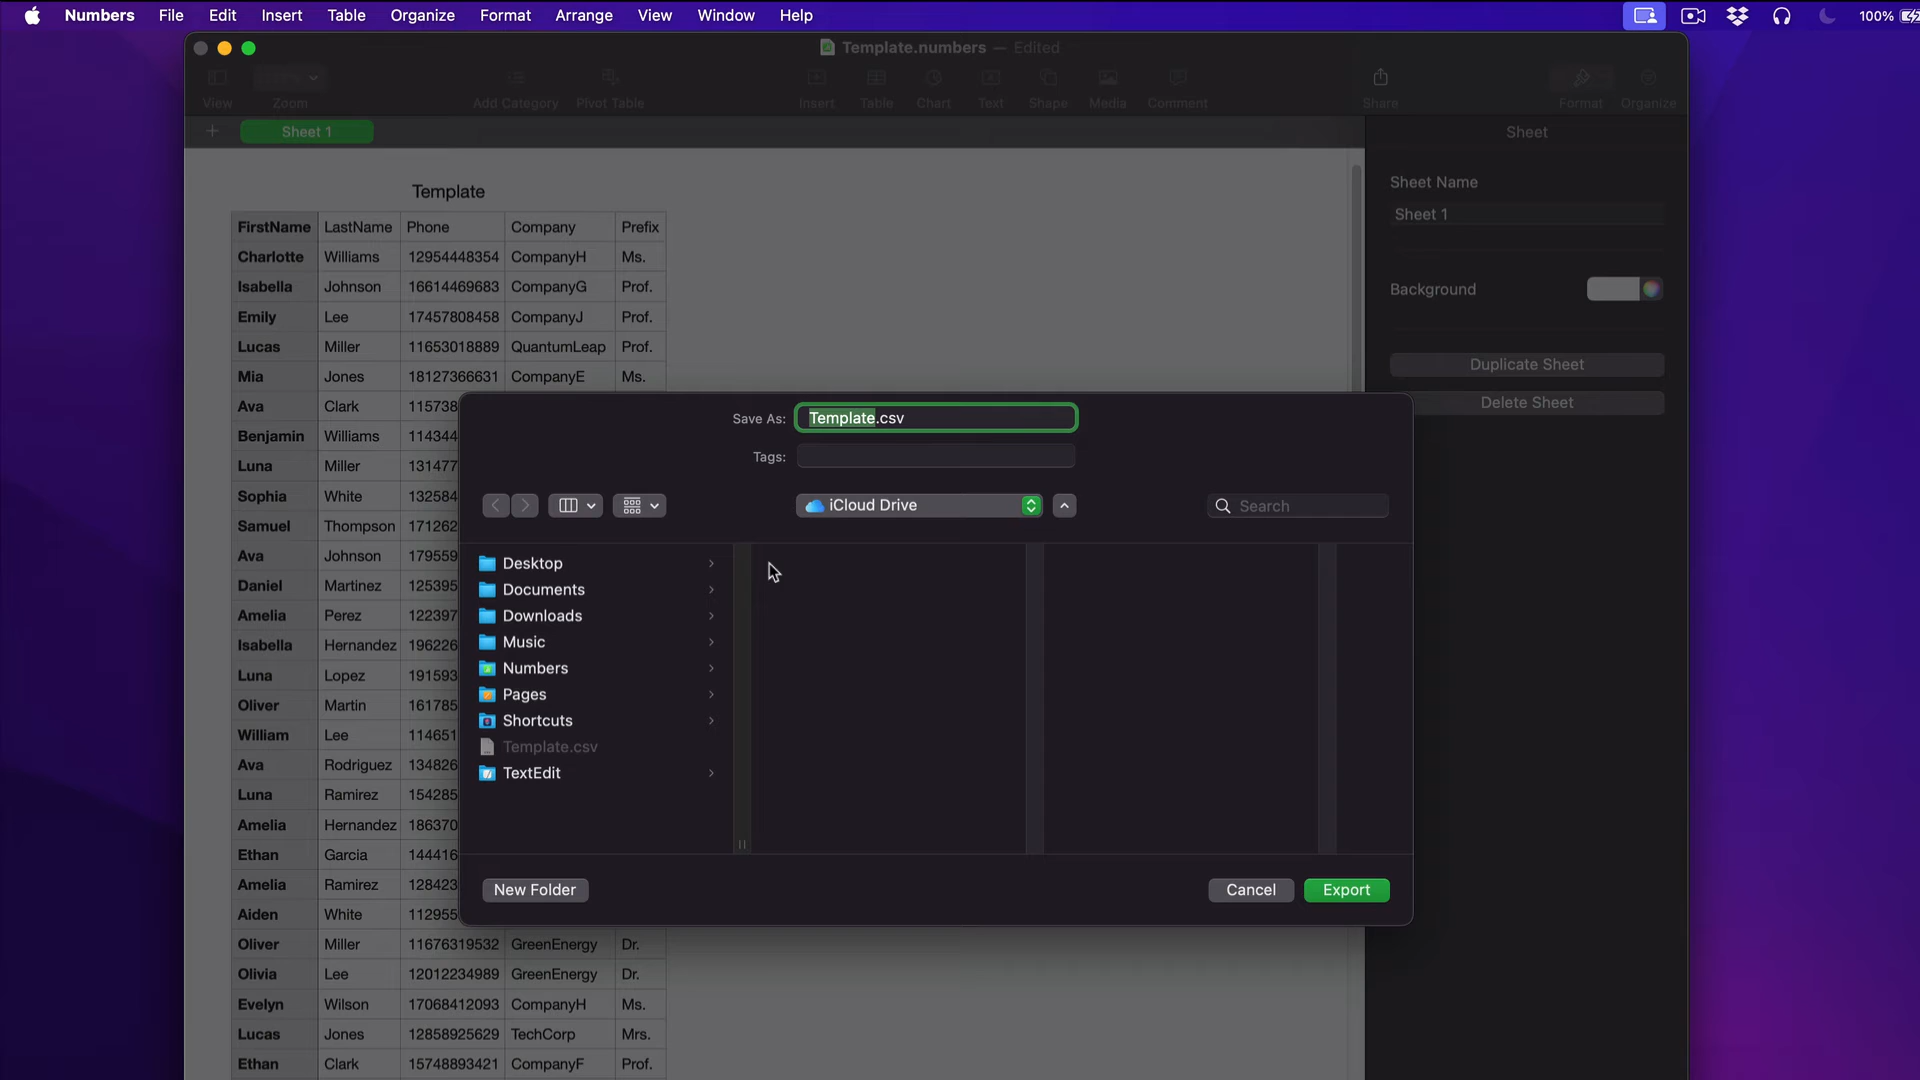 Numbers File Edit Insert Table Organize Format Arrange View Window Help 100%
Template.numbers — Edited
View Zoom Add Category Pivot Table Insert Table Chart Text Shape Media Comment Share Format Organize
+ Sheet 1
Sheet
Sheet Name
Sheet 1
Background
Duplicate Sheet
Delete Sheet
Template
FirstName LastName Phone Company Prefix
Charlotte Williams 12954448354 CompanyH Ms.
Isabella Johnson 16614469683 CompanyG Prof.
Emily Lee 17457808458 CompanyJ Prof.
Lucas Miller 11653018889 QuantumLeap Prof.
Mia Jones 18127366631 CompanyE Ms.
Ava Clark 115738
Benjamin Williams 114344
Luna Miller 131477
Sophia White 132584
Samuel Thompson 171262
Ava Johnson 179559
Daniel Martinez 125395
Amelia Perez 122397
Isabella Hernandez 196226
Luna Lopez 191593
Oliver Martin 161785
William Lee 114651
Ava Rodriguez 134826
Luna Ramirez 154285
Amelia Hernandez 186370
Ethan Garcia 144416
Amelia Ramirez 128423
Aiden White 112955
Oliver Miller 11676319532 GreenEnergy Dr.
Olivia Lee 12012234989 GreenEnergy Dr.
Evelyn Wilson 17068412093 CompanyH Ms.
Lucas Jones 12858925629 TechCorp Mrs.
Ethan Clark 15748893421 CompanyF Prof.
Save As: Template.csv
Tags:
iCloud Drive
Search
Desktop
Documents
Downloads
Music
Numbers
Pages
Shortcuts
Template.csv
TextEdit
New Folder Cancel Export